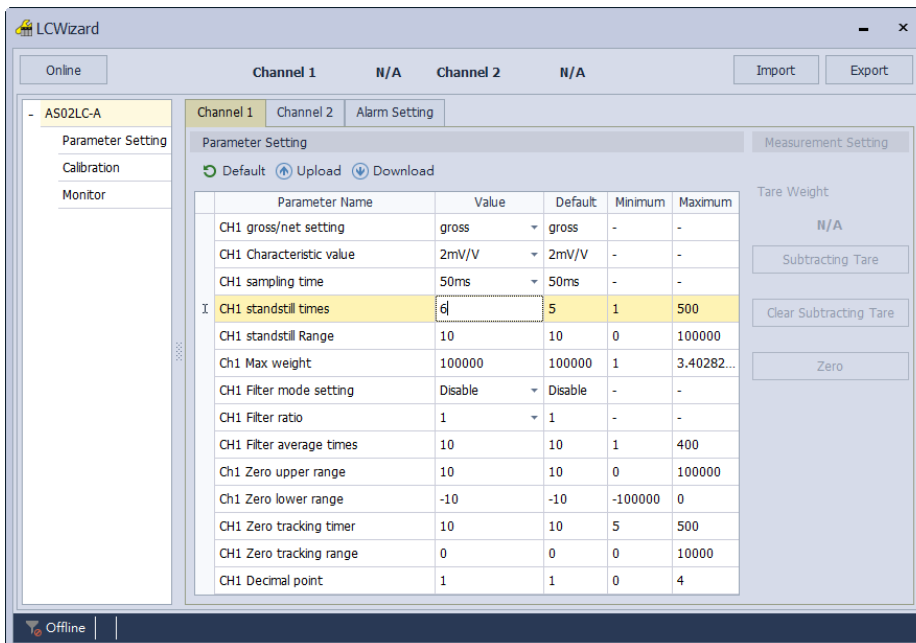 LCWizard
Online Channel 1 N/A Channel 2 N/A Import Export
- AS02LC-A
Parameter Setting
Calibration
Monitor
Channel 1 Channel 2 Alarm Setting
Parameter Setting
Default Upload Download
Parameter Name Value Default Minimum Maximum
CH1 gross/net setting gross gross - -
CH1 Characteristic value 2mV/V 2mV/V - -
CH1 sampling time 50ms 50ms - -
CH1 standstill times 6 5 1 500
CH1 standstill Range 10 10 0 100000
Ch1 Max weight 100000 100000 1 3.40282...
CH1 Filter mode setting Disable Disable - -
CH1 Filter ratio 1 1 - -
CH1 Filter average times 10 10 1 400
Ch1 Zero upper range 10 10 0 100000
Ch1 Zero lower range -10 -10 -100000 0
CH1 Zero tracking timer 10 10 5 500
CH1 Zero tracking range 0 0 0 10000
CH1 Decimal point 1 1 0 4
Measurement Setting
Tare Weight
N/A
Subtracting Tare
Clear Subtracting Tare
Zero
Offline